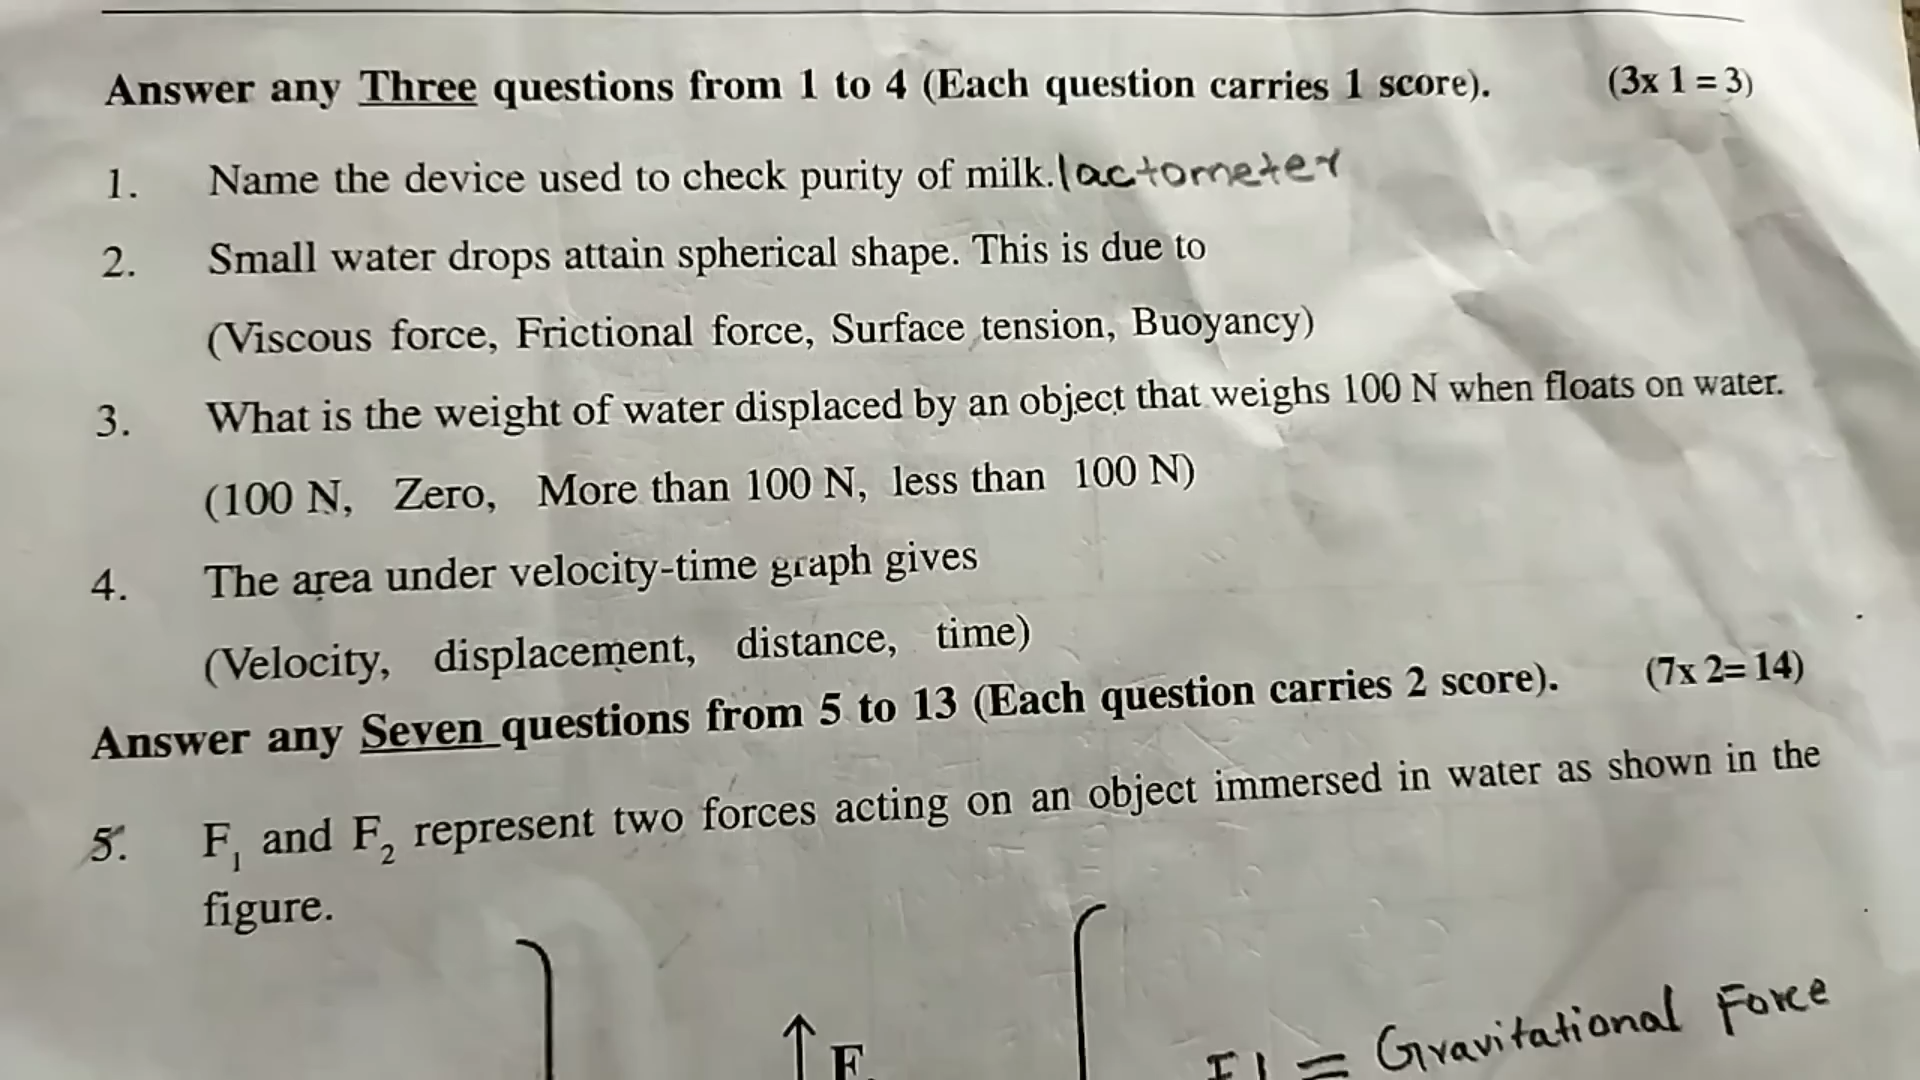 Answer any Three questions from 1 to 4 (Each question carries 1 score). (3x 1 = 3)
1. Name the device used to check purity of milk. lactometer
2. Small water drops attain spherical shape. This is due to
(Viscous force, Frictional force, Surface tension, Buoyancy)
3. What is the weight of water displaced by an object that weighs 100 N when floats on water.
(100 N, Zero, More than 100 N, less than 100 N)
4. The area under velocity-time graph gives
(Velocity, displacement, distance, time)
Answer any Seven questions from 5 to 13 (Each question carries 2 score). (7x 2= 14)
5. F1 and F2 represent two forces acting on an object immersed in water as shown in the
figure.
F
F1 = Gravitational Force